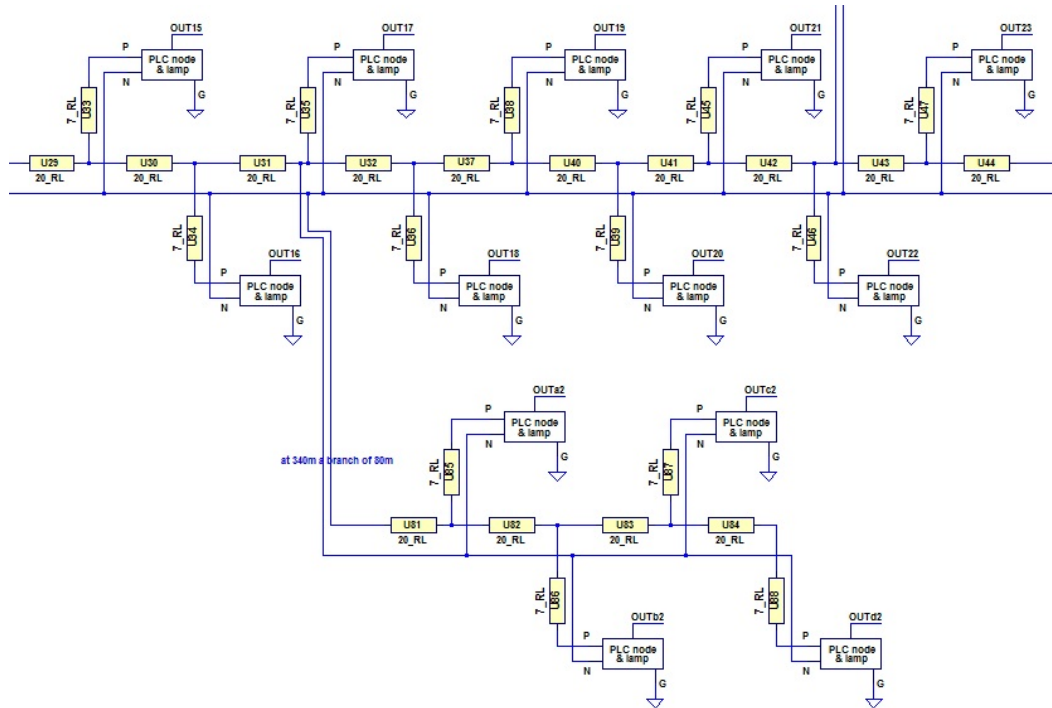 OUT15
OUT17
OUT19
OUT21
OUT23
P
PLC node
& lamp
N
G
P
PLC node
& lamp
N
G
P
PLC node
& lamp
N
G
P
PLC node
& lamp
N
G
P
PLC node
& lamp
N
G
7_RL
U33
7_RL
U35
7_RL
U38
7_RL
U45
7_RL
U47
U29
U30
U31
U32
U37
U40
U41
U42
U43
U44
20_RL
20_RL
20_RL
20_RL
20_RL
20_RL
20_RL
20_RL
20_RL
20_RL
7_RL
U34
7_RL
U36
7_RL
U39
7_RL
U46
OUT16
OUT18
OUT20
OUT22
P
PLC node
& lamp
N
G
P
PLC node
& lamp
N
G
P
PLC node
& lamp
N
G
P
PLC node
& lamp
N
G
OUTa2
OUTc2
P
PLC node
& lamp
N
G
P
PLC node
& lamp
N
G
at 340m a branch of 80m
7_RL
U85
7_RL
U87
U81
U82
U83
U84
20_RL
20_RL
20_RL
20_RL
7_RL
U86
7_RL
U88
OUTb2
OUTd2
P
PLC node
& lamp
N
G
P
PLC node
& lamp
N
G